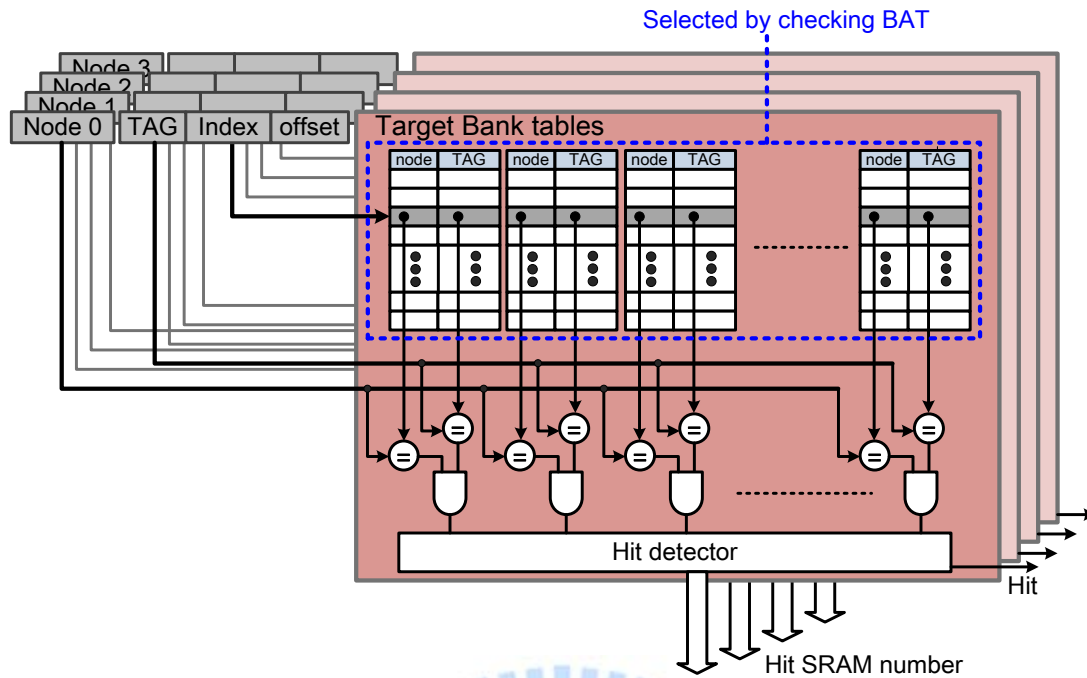 Selected by checking BAT
Node 3
Node 2
Node 1
Node 0 TAG Index offset
Target Bank tables
node TAG node TAG node TAG node TAG
= = = =
= = = =
Hit detector
Hit
Hit SRAM number